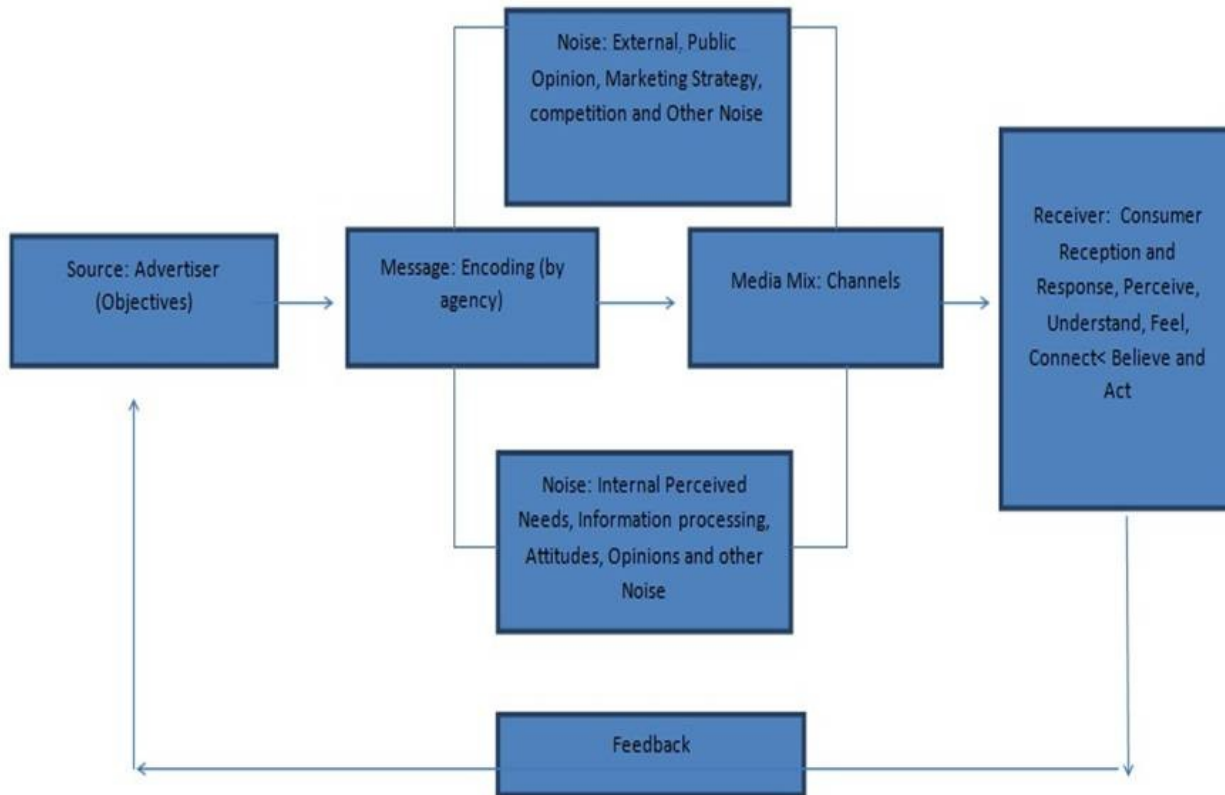 Noise: External, Public
Opinion, Marketing Strategy,
competition and Other Noise
Source: Advertiser
(Objectives)
Message: Encoding (by
agency)
Media Mix: Channels
Receiver: Consumer
Reception and
Response, Perceive,
Understand, Feel,
Connect< Believe and
Act
Noise: Internal Perceived
Needs, Information processing,
Attitudes, Opinions and other
Noise
Feedback